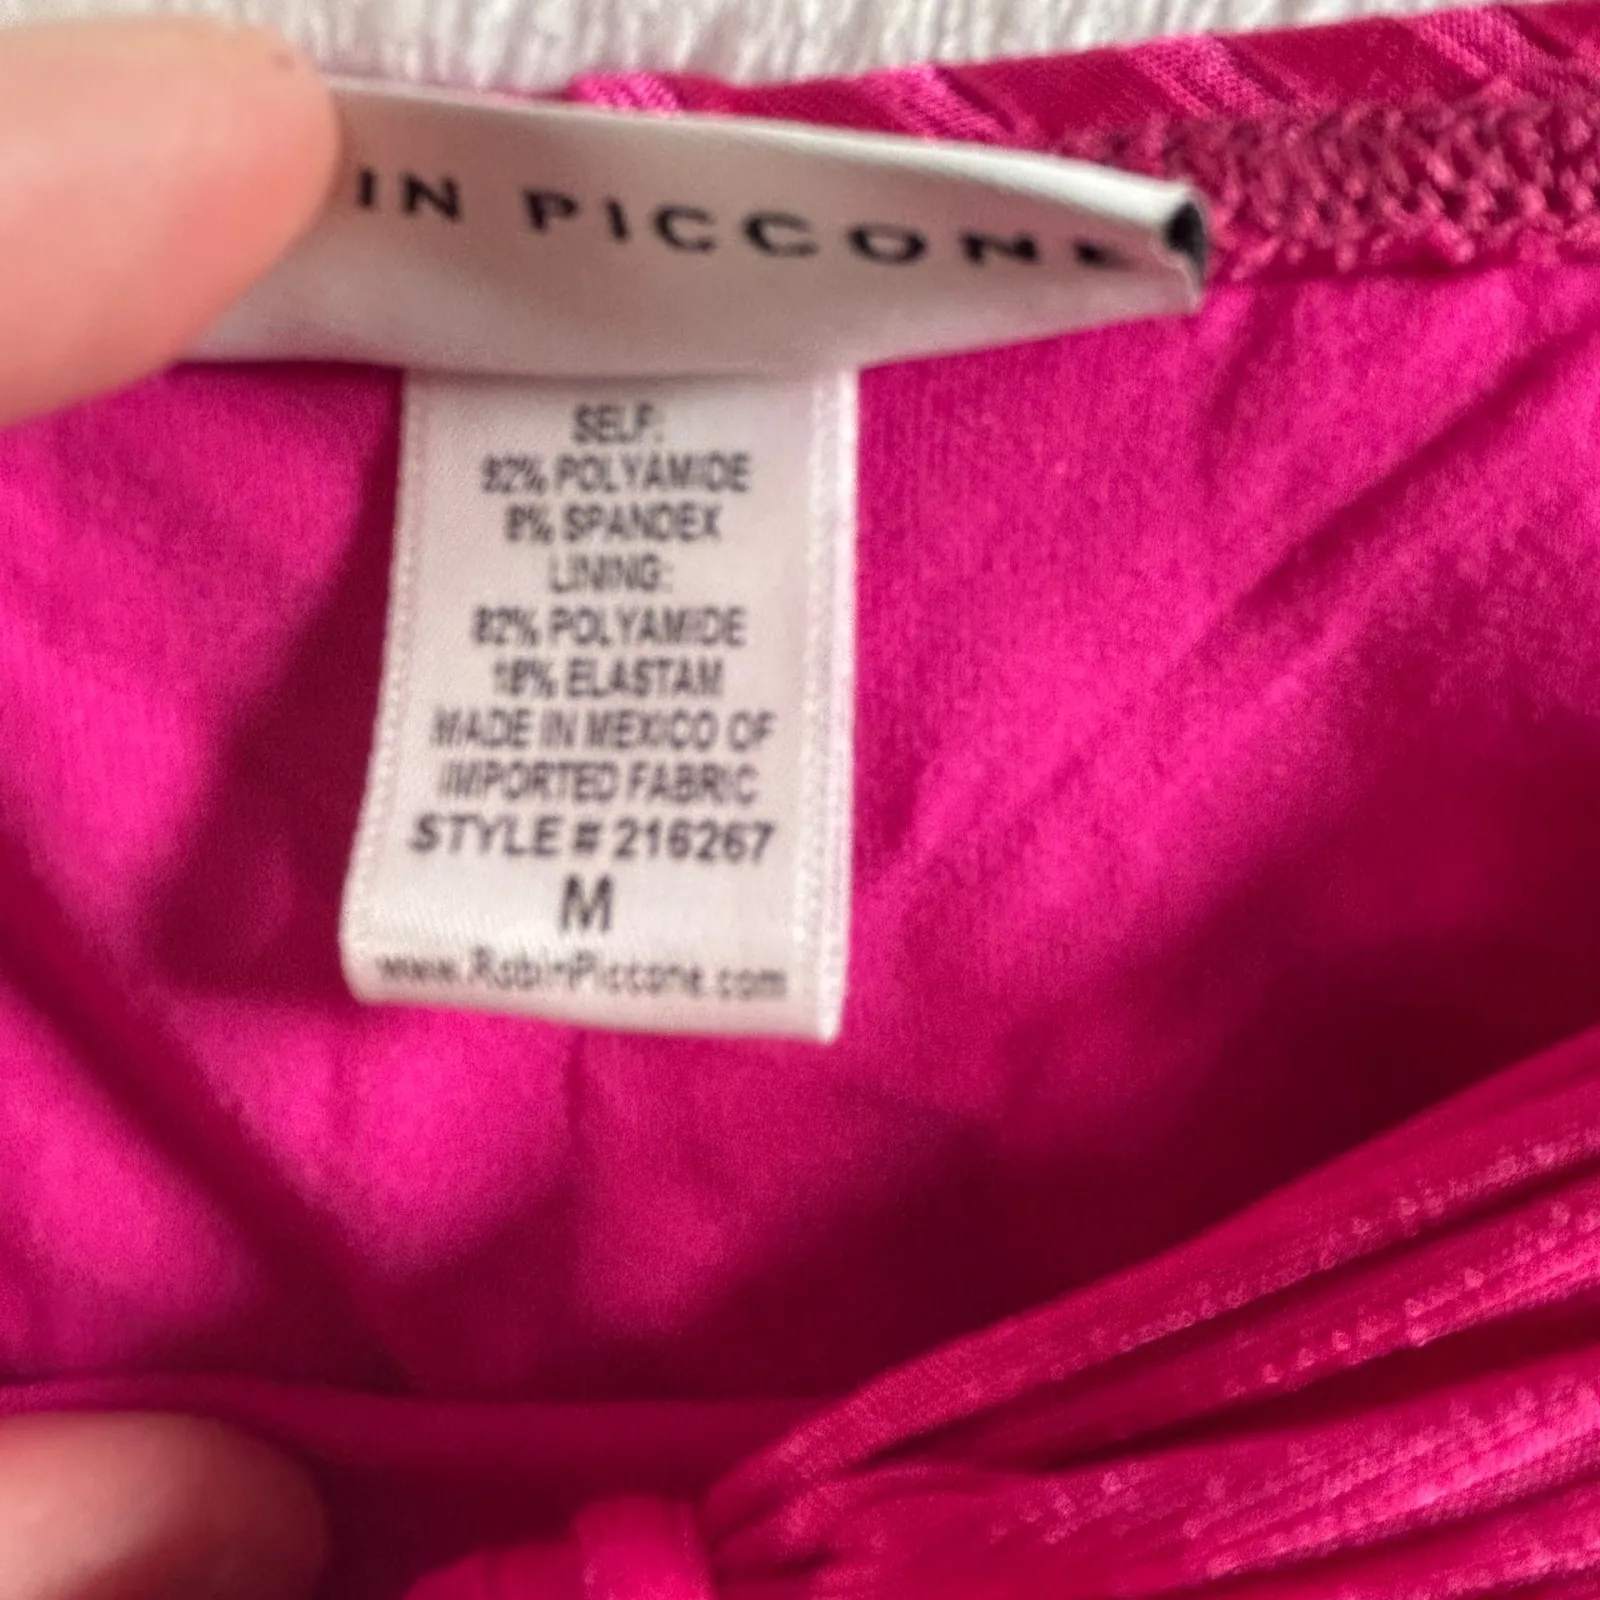 IN PICCONE
SELF:
92% POLYAMIDE
8% SPANDEX
LINING:
82% POLYAMIDE
18% ELASTAM
MADE IN MEXICO OF
IMPORTED FABRIC
STYLE # 216267
M
www.RobinPiccone.com